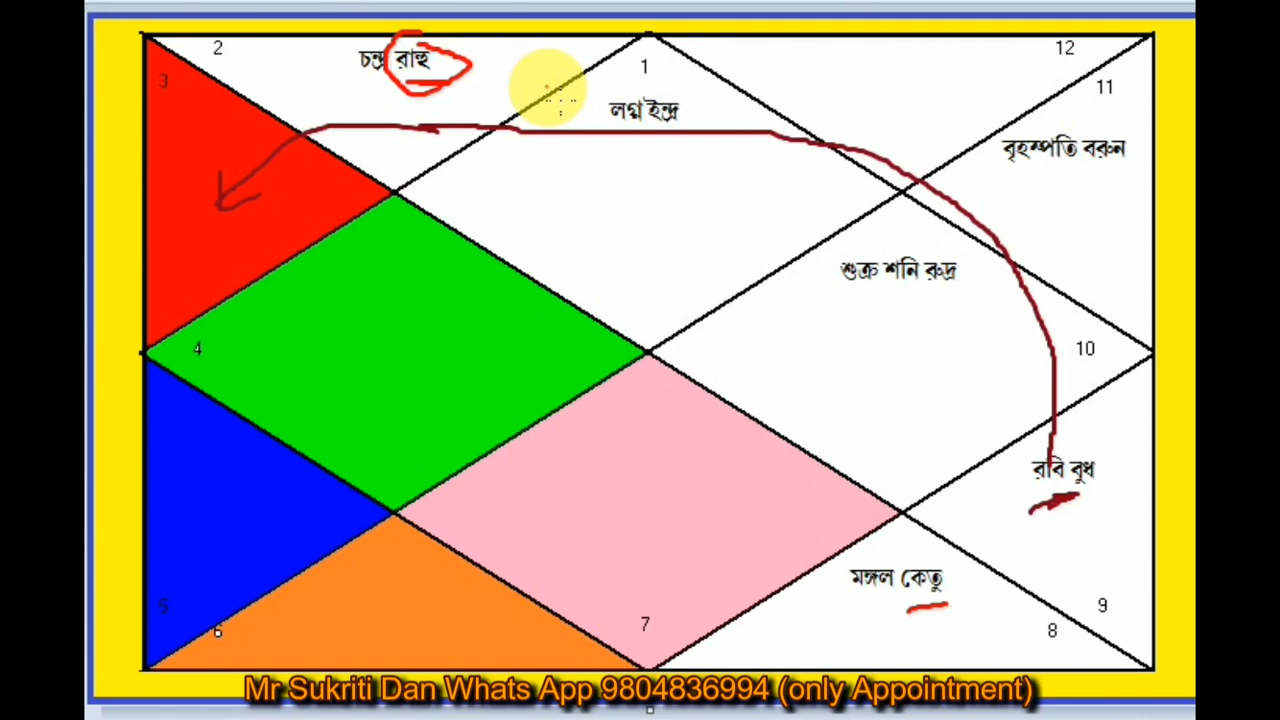 2
চন্দ্র রাহু
1
12
3
11
লগ্ন ইন্দ্র
বৃহস্পতি বরুন
শুক্র শনি রুদ্র
4
10
রবি বুধ
মঙ্গল কেতু
5
9
6
7
8
Mr Sukriti Dan Whats App 9804836994 (only Appointment)